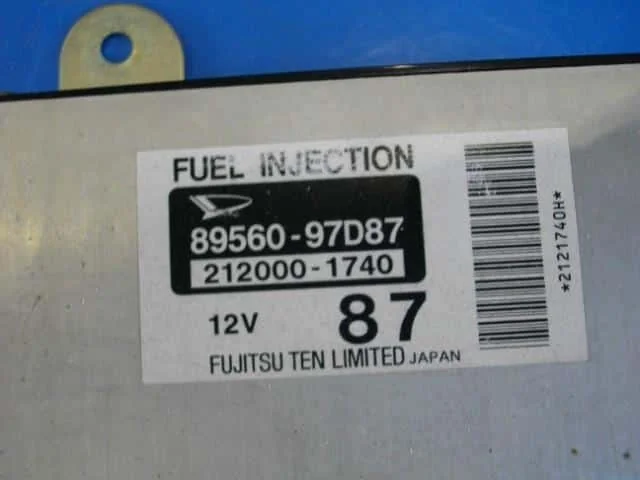 FUEL INJECTION
89560-97D87
212000-1740
12V 87
FUJITSU TEN LIMITED JAPAN
*2121740H*